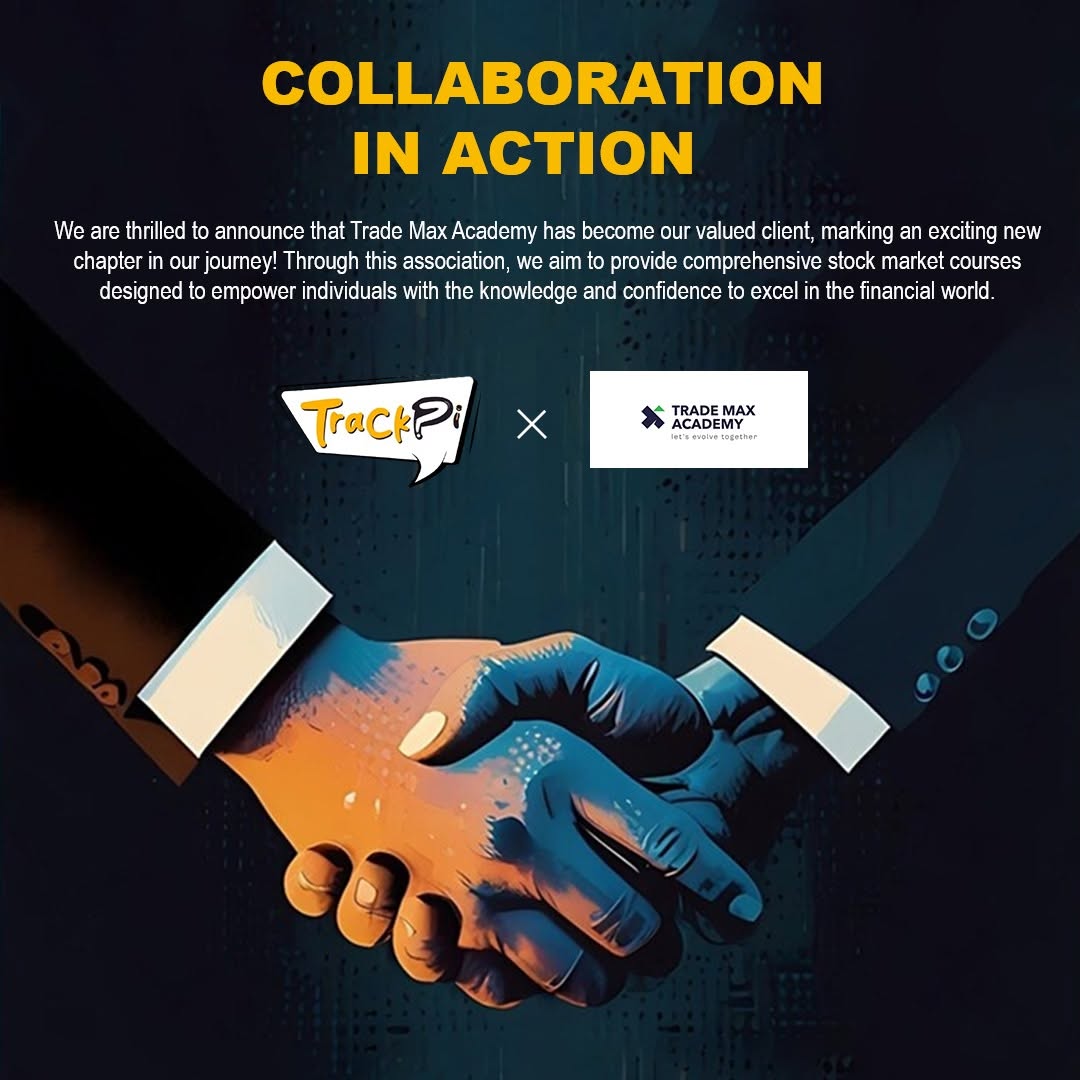 COLLABORATION
IN ACTION
We are thrilled to announce that Trade Max Academy has become our valued client, marking an exciting new
chapter in our journey! Through this association, we aim to provide comprehensive stock market courses
designed to empower individuals with the knowledge and confidence to excel in the financial world.
TracKPi
TRADE MAX
ACADEMY
let's evolve together